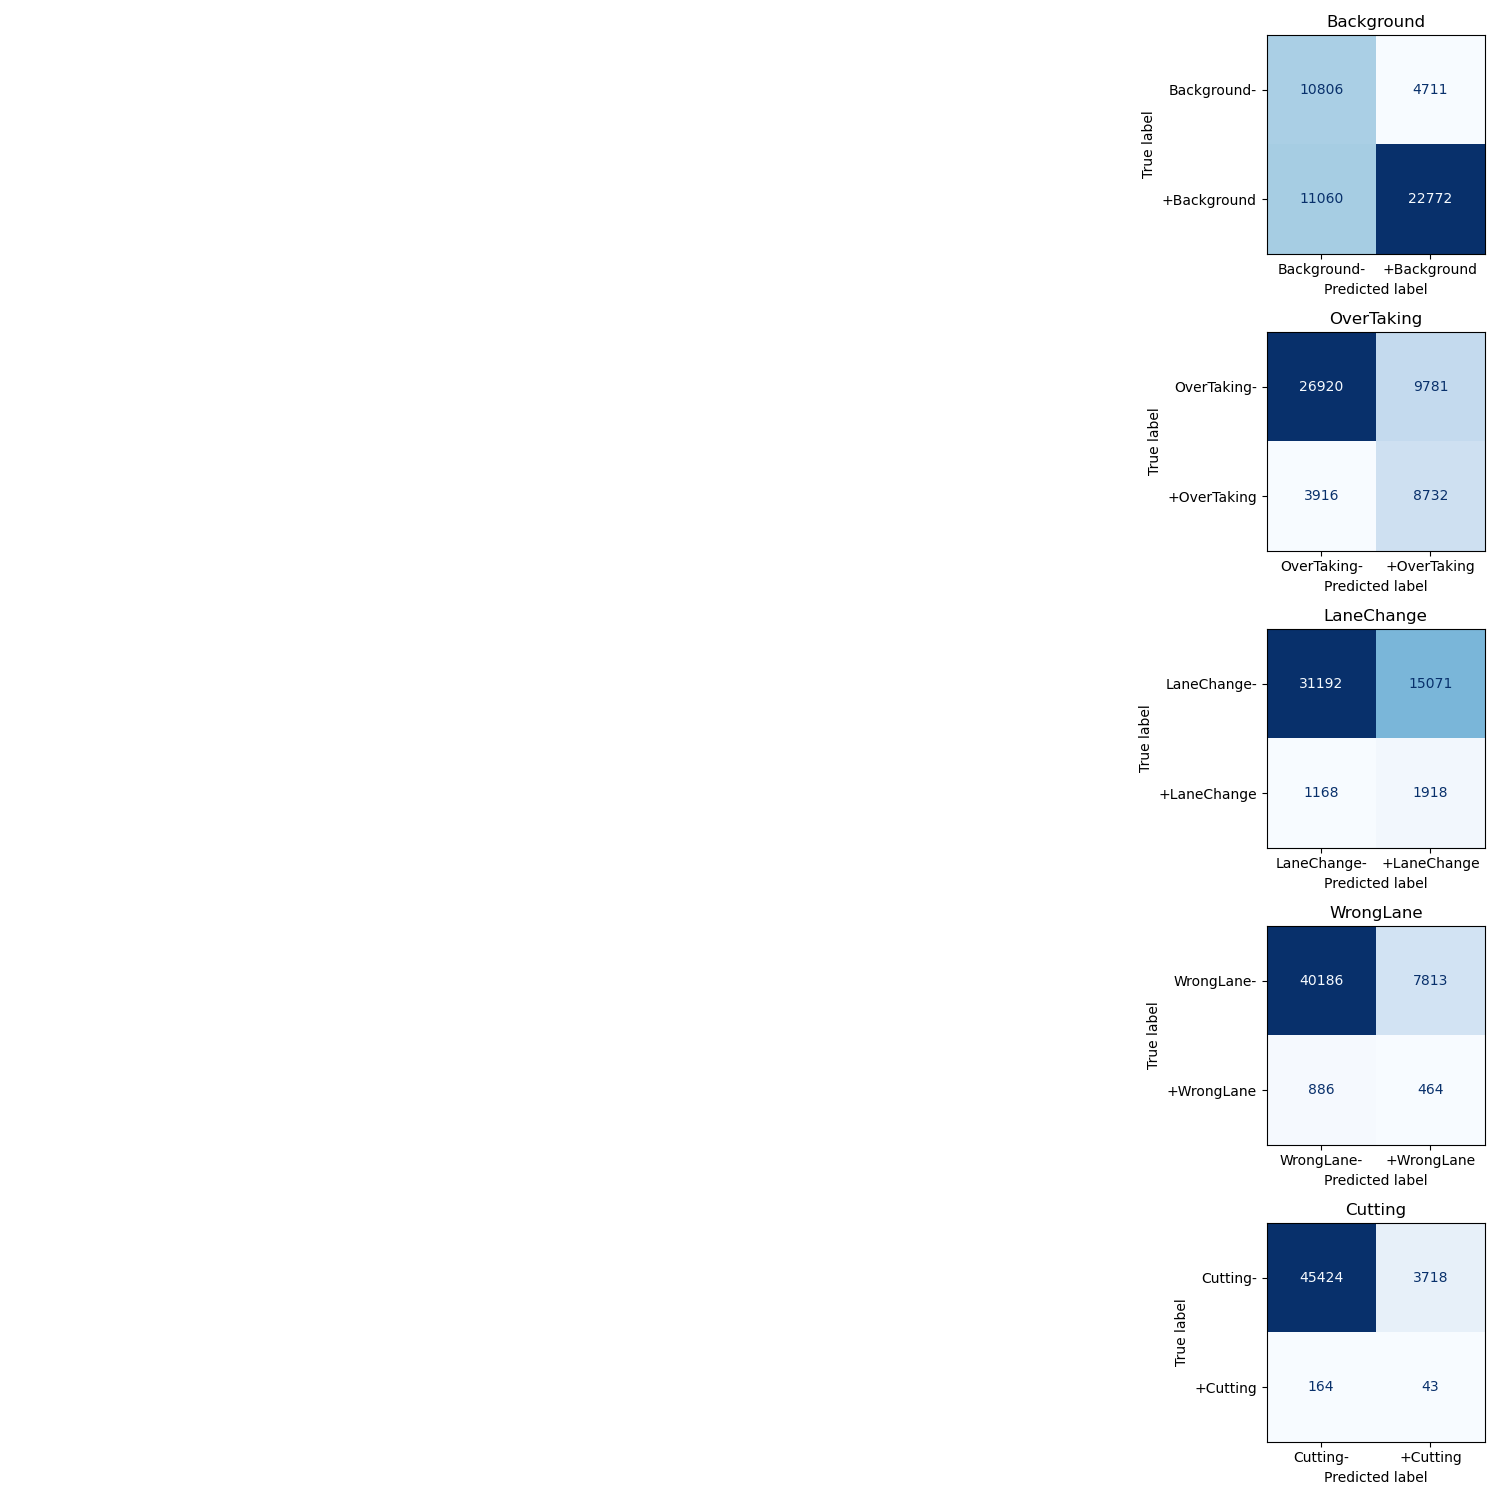 Background
Background-
10806
4711
True label
+Background
11060
22772
Background-
+Background
Predicted label
OverTaking
OverTaking-
26920
9781
True label
+OverTaking
3916
8732
OverTaking-
+OverTaking
Predicted label
LaneChange
LaneChange-
31192
15071
True label
+LaneChange
1168
1918
LaneChange-
+LaneChange
Predicted label
WrongLane
WrongLane-
40186
7813
True label
+WrongLane
886
464
WrongLane-
+WrongLane
Predicted label
Cutting
Cutting-
45424
3718
True label
+Cutting
164
43
Cutting-
+Cutting
Predicted label